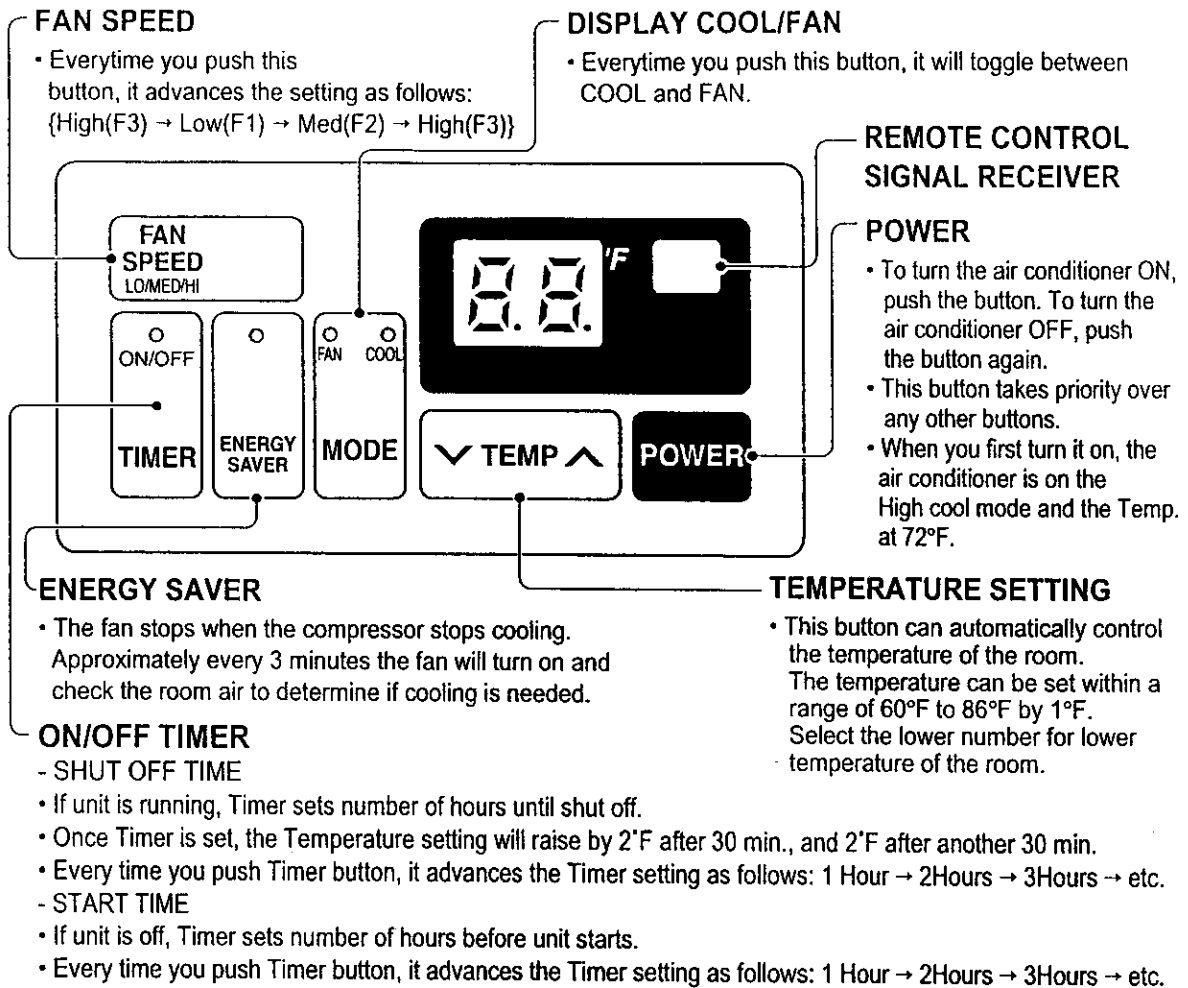 FAN SPEED
• Everytime you push this
button, it advances the setting as follows:
{High(F3) → Low(F1) → Med(F2) → High(F3)}
DISPLAY COOL/FAN
• Everytime you push this button, it will toggle between
COOL and FAN.
REMOTE CONTROL
SIGNAL RECEIVER
POWER
• To turn the air conditioner ON,
push the button. To turn the
air conditioner OFF, push
the button again.
• This button takes priority over
any other buttons.
• When you first turn it on, the
air conditioner is on the
High cool mode and the Temp.
at 72°F.
FAN
SPEED
LO/MED/HI
8.8.
°F
ON/OFF
TIMER
ENERGY
SAVER
FAN COOL
MODE
TEMP
POWER
ENERGY SAVER
• The fan stops when the compressor stops cooling.
Approximately every 3 minutes the fan will turn on and
check the room air to determine if cooling is needed.
TEMPERATURE SETTING
• This button can automatically control
the temperature of the room.
The temperature can be set within a
range of 60°F to 86°F by 1°F.
Select the lower number for lower
temperature of the room.
ON/OFF TIMER
- SHUT OFF TIME
• If unit is running, Timer sets number of hours until shut off.
• Once Timer is set, the Temperature setting will raise by 2°F after 30 min., and 2°F after another 30 min.
• Every time you push Timer button, it advances the Timer setting as follows: 1 Hour → 2Hours → 3Hours → etc.
- START TIME
• If unit is off, Timer sets number of hours before unit starts.
• Every time you push Timer button, it advances the Timer setting as follows: 1 Hour → 2Hours → 3Hours → etc.